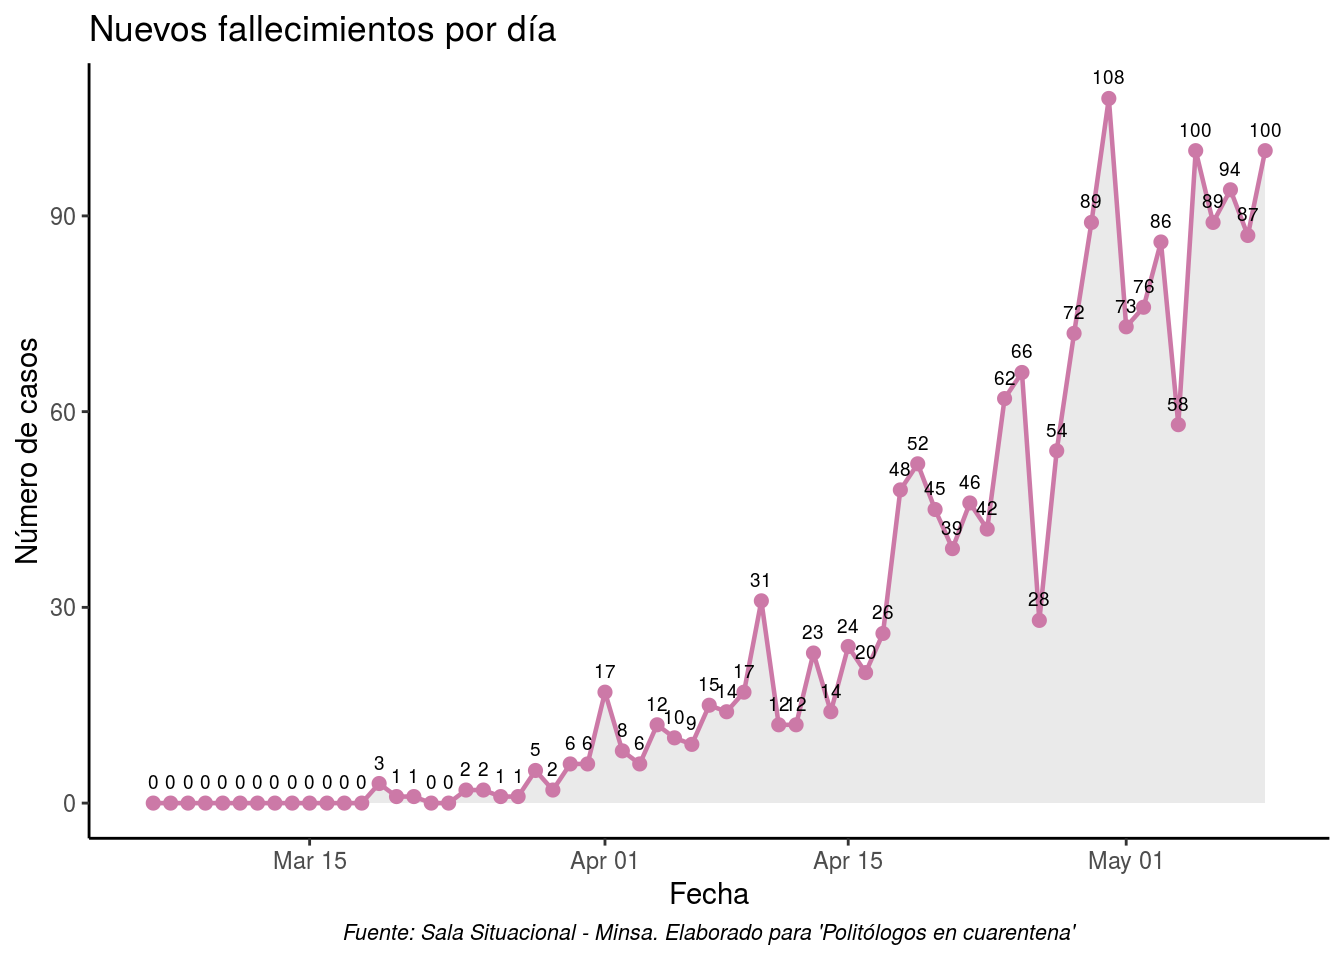 Nuevos fallecimientos por día
Número de casos
90
60
30
0
0 0 0 0 0 0 0 0 0 0 0 0 0 3 1 1 0 0 2 2 1 1 5 2 6 6 17 8 6 12 10 9 15 14 17 31 12 12 23 14 24 20 26 48 52 45 39 46 42 62 66 28 54 72 89 108 73 76 86 58 100 89 94 87 100
Mar 15 Apr 01 Apr 15 May 01
Fecha
Fuente: Sala Situacional - Minsa. Elaborado para 'Politólogos en cuarentena'